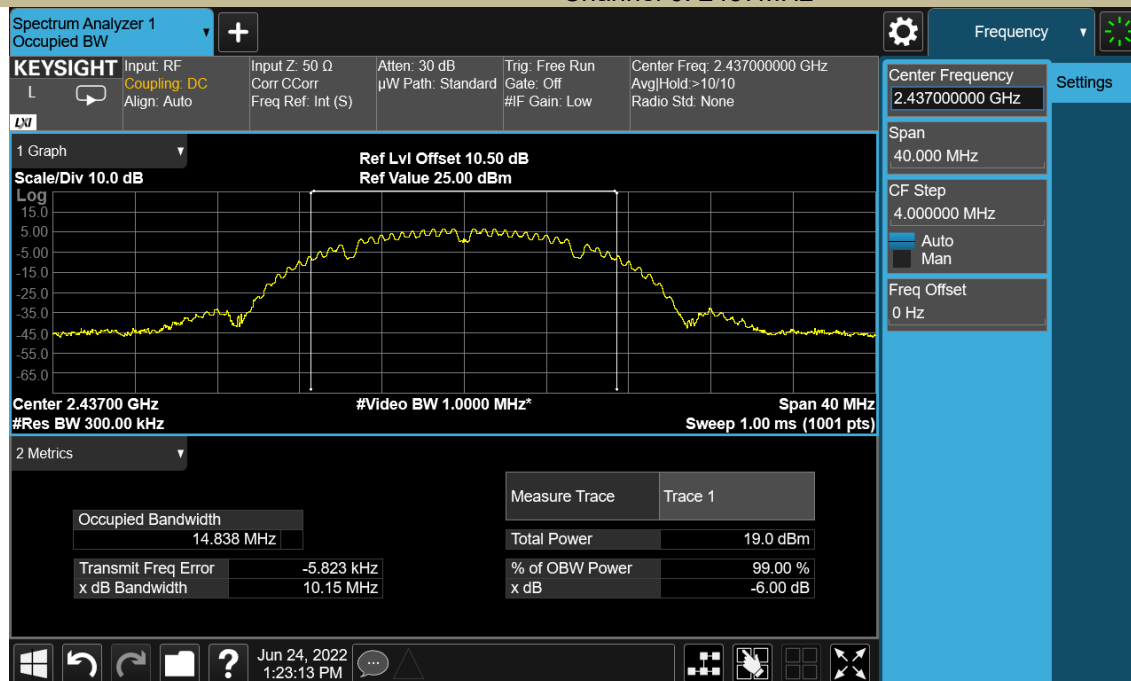 Spectrum Analyzer 1
Occupied BW
+
Frequency
KEYSIGHT
L
LXI
Input: RF
Coupling: DC
Align: Auto
Input Z: 50 Ω
Corr CCorr
Freq Ref: Int (S)
Atten: 30 dB
µW Path: Standard
Trig: Free Run
Gate: Off
#IF Gain: Low
Center Freq: 2.437000000 GHz
Avg|Hold:>10/10
Radio Std: None
Center Frequency
2.437000000 GHz
Settings
Span
40.000 MHz
CF Step
4.000000 MHz
Auto
Man
Freq Offset
0 Hz
1 Graph
Scale/Div 10.0 dB
Ref Lvl Offset 10.50 dB
Ref Value 25.00 dBm
Log
15.0
5.00
-5.00
-15.0
-25.0
-35.0
-45.0
-55.0
-65.0
Center 2.43700 GHz
#Video BW 1.0000 MHz*
Span 40 MHz
#Res BW 300.00 kHz
Sweep 1.00 ms (1001 pts)
2 Metrics
Measure Trace Trace 1
Occupied Bandwidth
14.838 MHz
Total Power 19.0 dBm
Transmit Freq Error -5.823 kHz
% of OBW Power 99.00 %
x dB Bandwidth 10.15 MHz
x dB -6.00 dB
?
Jun 24, 2022
1:23:13 PM